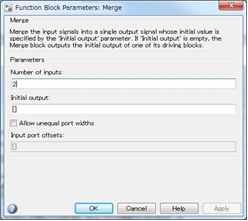 Function Block Parameters: Merge
Merge
Merge the input signals into a single output signal whose initial value is
specified by the 'Initial output' parameter. If 'Initial output' is empty, the
Merge block outputs the initial output of one of its driving blocks.
Parameters
Number of inputs:
2
Initial output:
[]
Allow unequal port widths
Input port offsets:
[]
OK Cancel Help Apply